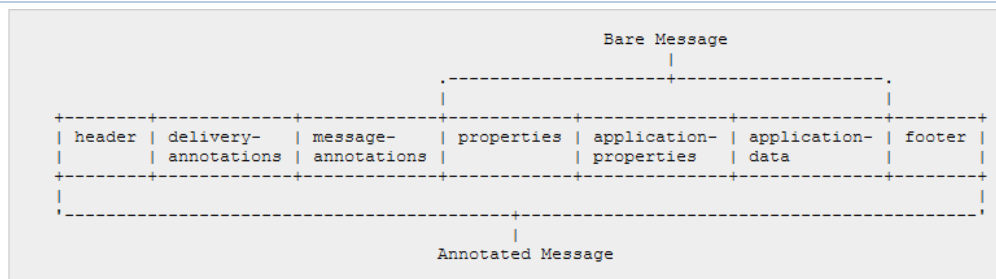 Bare Message
header | delivery- | message- | properties | application- | application- | footer
annotations | annotations | properties | data
Annotated Message